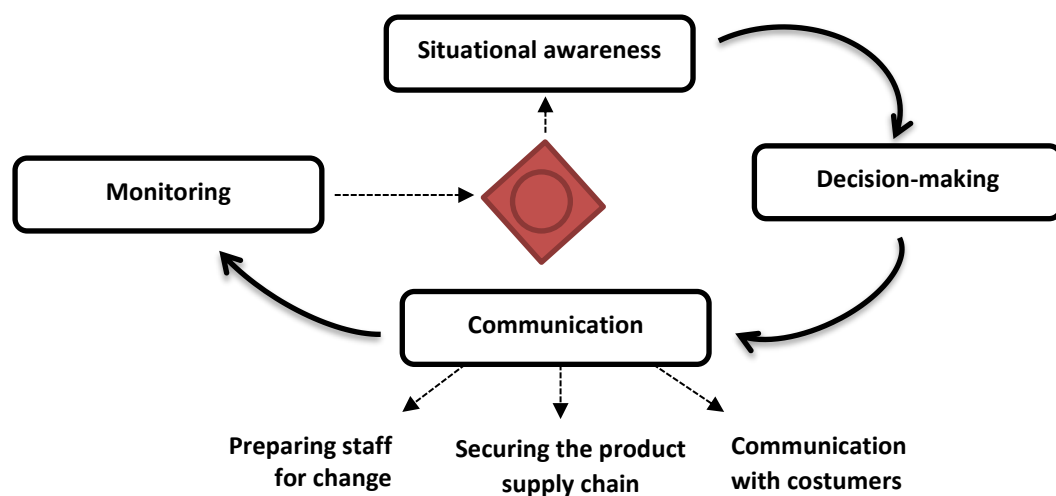 Situational awareness
Decision-making
Monitoring
Communication
Preparing staff
for change
Securing the product
supply chain
Communication
with costumers